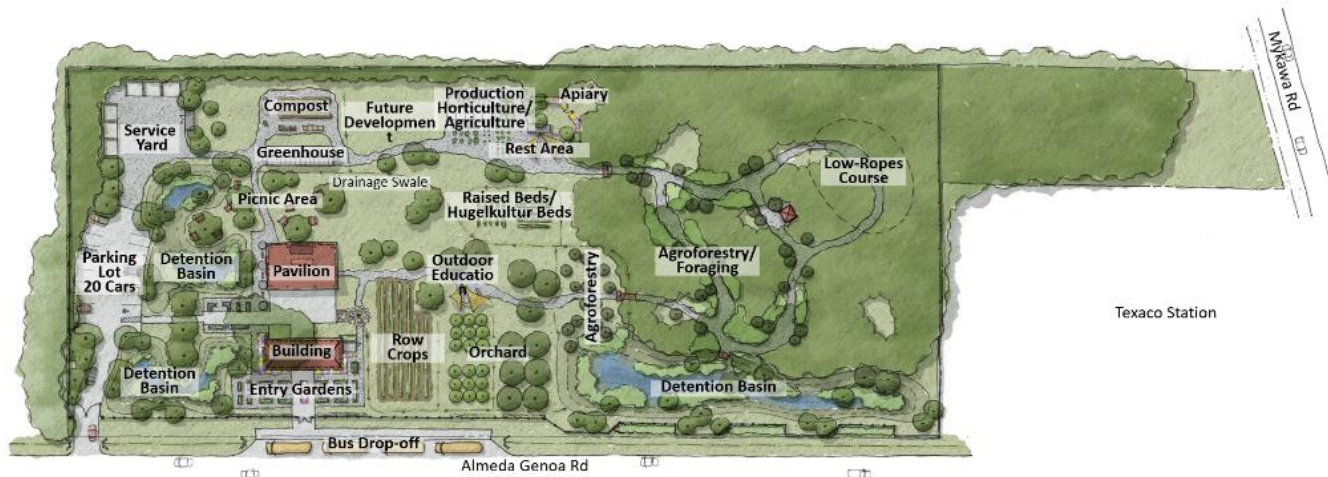 Mykawa Rd
Compost
Future
Developmen
t
Production
Horticulture/
Agriculture
Apiary
Service
Yard
Greenhouse
Rest Area
Low-Ropes
Course
Drainage Swale
Picnic Area
Raised Beds/
Hugelkultur Beds
Parking
Lot
20 Cars
Detention
Basin
Pavilion
Outdoor
Educatio
n
Agroforestry/
Foraging
Agroforestry
Texaco Station
Building
Row
Crops
Orchard
Detention
Basin
Entry Gardens
Detention Basin
Bus Drop-off
Almeda Genoa Rd